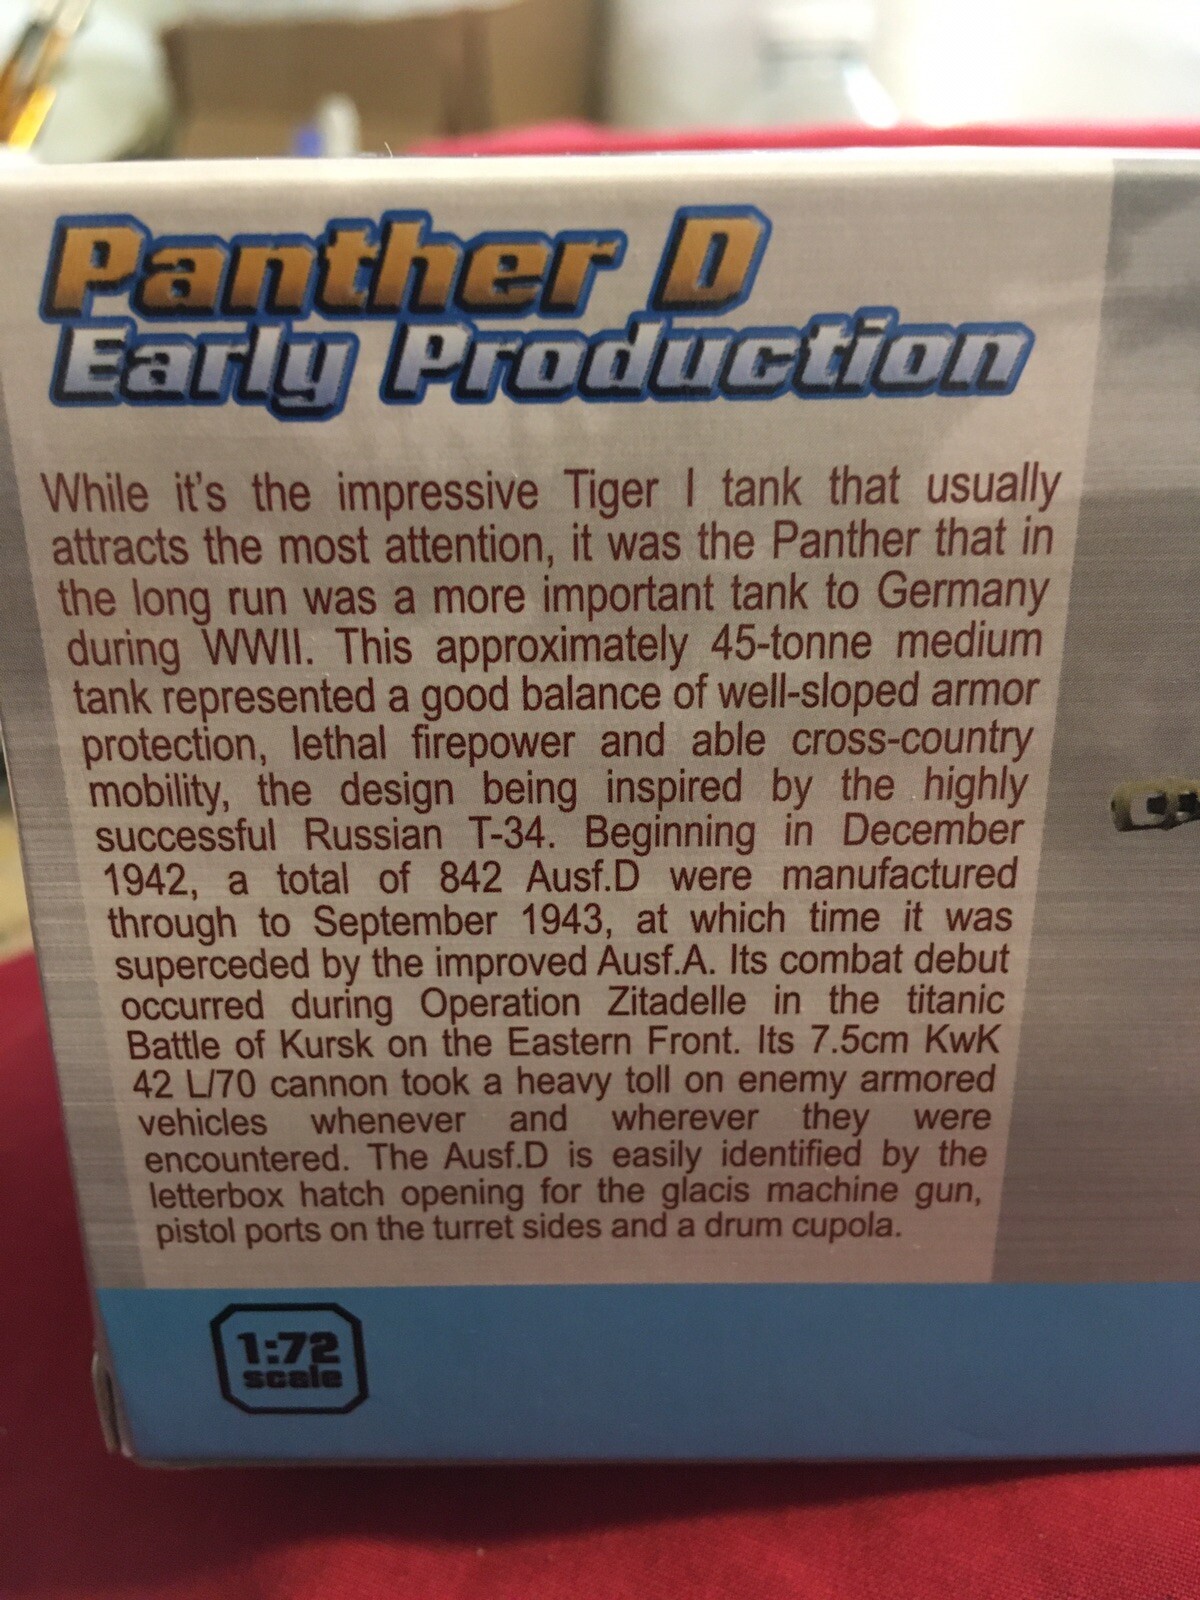 Panther D
Early Production
While it's the impressive Tiger I tank that usually
attracts the most attention, it was the Panther that in
the long run was a more important tank to Germany
during WWII. This approximately 45-tonne medium
tank represented a good balance of well-sloped armor
protection, lethal firepower and able cross-country
mobility, the design being inspired by the highly
successful Russian T-34. Beginning in December
1942, a total of 842 Ausf.D were manufactured
through to September 1943, at which time it was
superceded by the improved Ausf.A. Its combat debut
occurred during Operation Zitadelle in the titanic
Battle of Kursk on the Eastern Front. Its 7.5cm KwK
42 L/70 cannon took a heavy toll on enemy armored
vehicles whenever and wherever they were
encountered. The Ausf.D is easily identified by the
letterbox hatch opening for the glacis machine gun,
pistol ports on the turret sides and a drum cupola.
1:72
scale